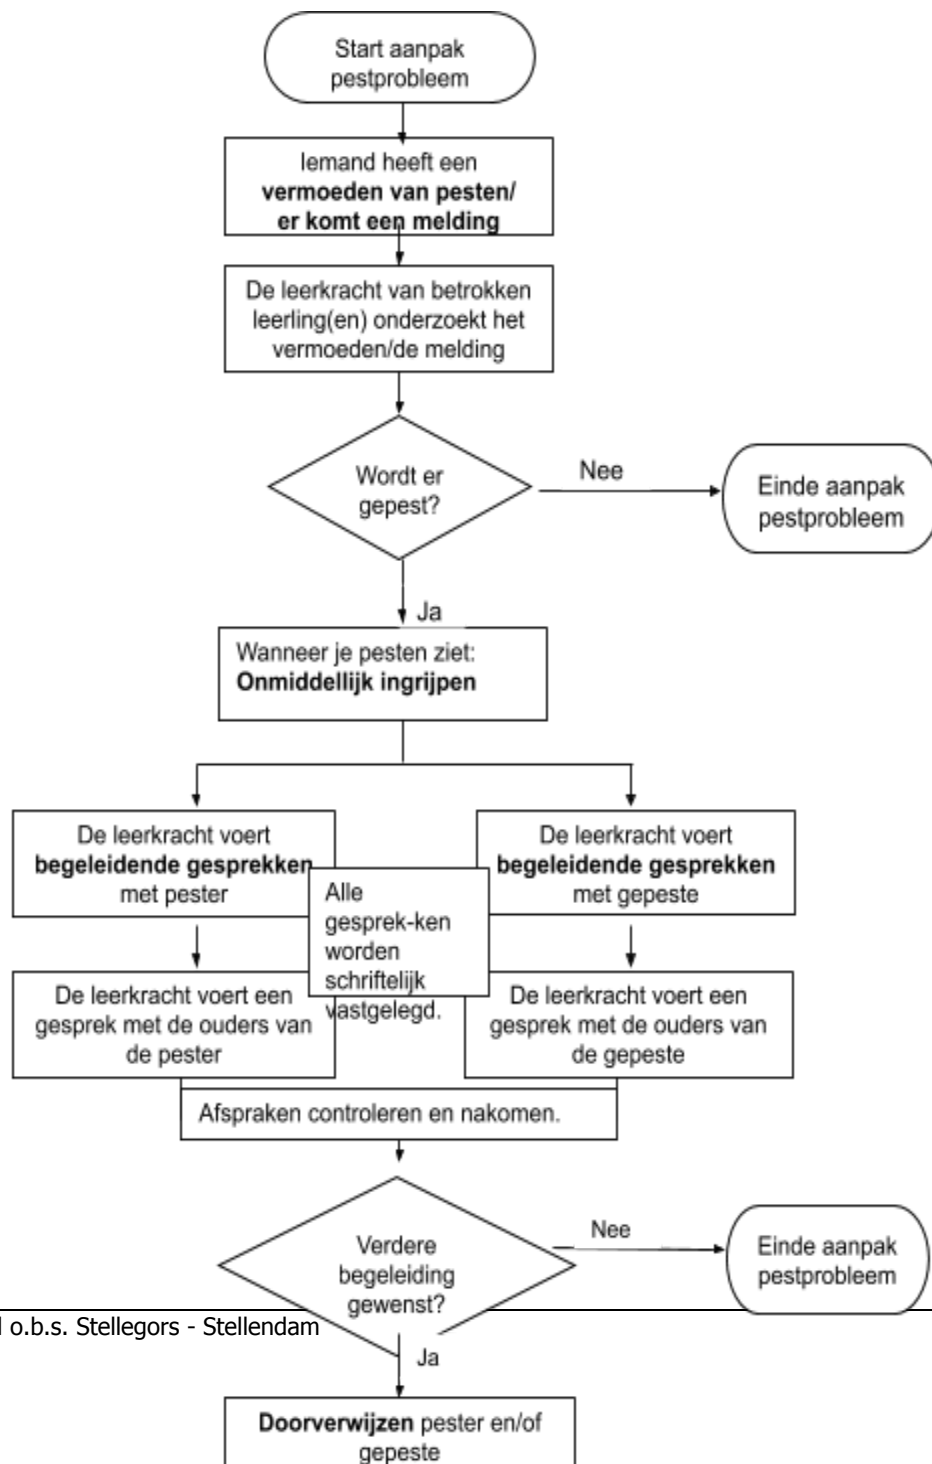 Start aanpak
pestprobleem
Iemand heeft een
vermoeden van pesten/
er komt een melding
De leerkracht van betrokken
leerling(en) onderzoekt het
vermoeden/de melding
Wordt er
gepest?
Nee
Einde aanpak
pestprobleem
Ja
Wanneer je pesten ziet:
Onmiddellijk ingrijpen
De leerkracht voert
begeleidende gesprekken
met pester
De leerkracht voert
begeleidende gesprekken
met gepeste
Alle
gesprek-ken
worden
schriftelijk
vastgelegd.
De leerkracht voert een
gesprek met de ouders van
de pester
De leerkracht voert een
gesprek met de ouders van
de gepeste
Afspraken controleren en nakomen.
Verdere
begeleiding
gewenst?
Nee
Einde aanpak
pestprobleem
o.b.s. Stellegors - Stellendam
Ja
Doorverwijzen pester en/of
gepeste